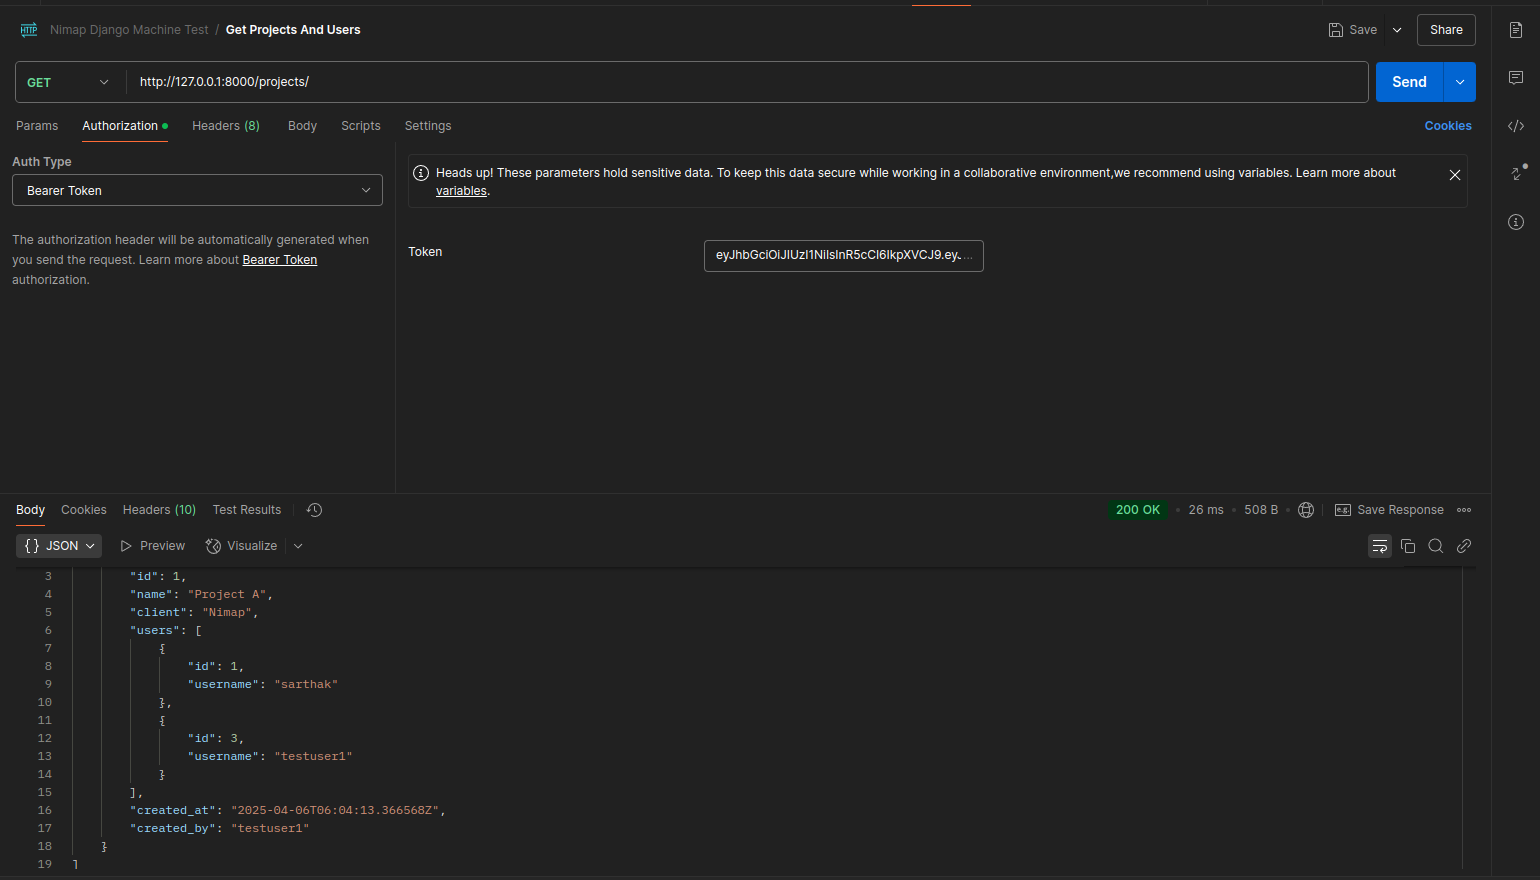 HTTP Nimap Django Machine Test / Get Projects And Users Save Share
GET http://127.0.0.1:8000/projects/ Send
Params Authorization Headers (8) Body Scripts Settings Cookies
Auth Type
Bearer Token
The authorization header will be automatically generated when
you send the request. Learn more about Bearer Token
authorization.
Heads up! These parameters hold sensitive data. To keep this data secure while working in a collaborative environment,we recommend using variables. Learn more about
variables.
Token eyJhbGciOiJIUzI1NiIsInR5cCI6IkpXVCJ9.eyJ...
Body Cookies Headers (10) Test Results 200 OK • 26 ms • 508 B • e.g. Save Response
{} JSON Preview Visualize
3 "id": 1,
4 "name": "Project A",
5 "client": "Nimap",
6 "users": [
7 {
8 "id": 1,
9 "username": "sarthak"
10 },
11 {
12 "id": 3,
13 "username": "testuser1"
14 }
15 ],
16 "created_at": "2025-04-06T06:04:13.366568Z",
17 "created_by": "testuser1"
18 }
19 ]